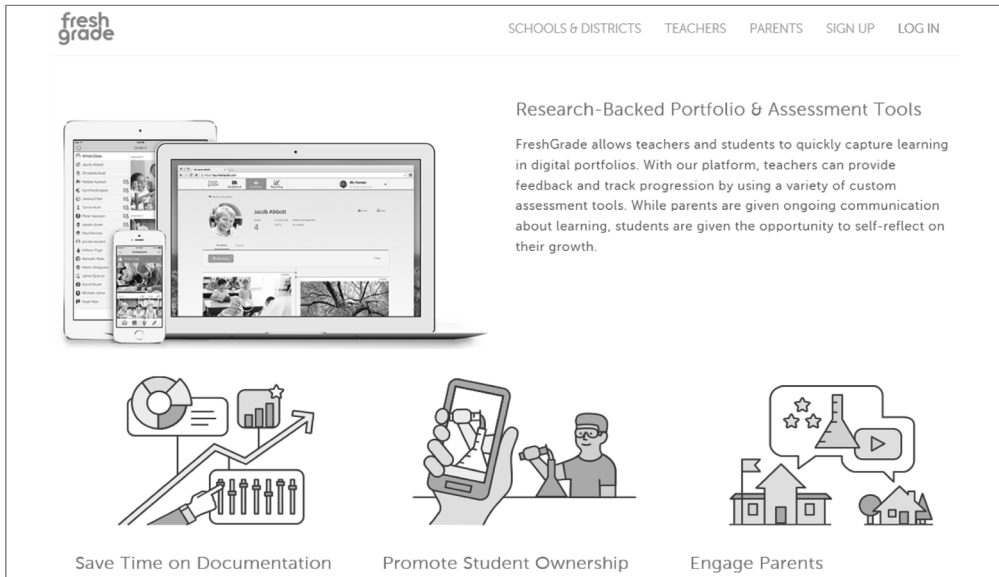 fresh
grade
SCHOOLS & DISTRICTS TEACHERS PARENTS SIGN UP LOG IN
Research-Backed Portfolio & Assessment Tools
FreshGrade allows teachers and students to quickly capture learning
in digital portfolios. With our platform, teachers can provide
feedback and track progression by using a variety of custom
assessment tools. While parents are given ongoing communication
about learning, students are given the opportunity to self-reflect on
their growth.
Jacob Abbott
4
Save Time on Documentation
Promote Student Ownership
Engage Parents